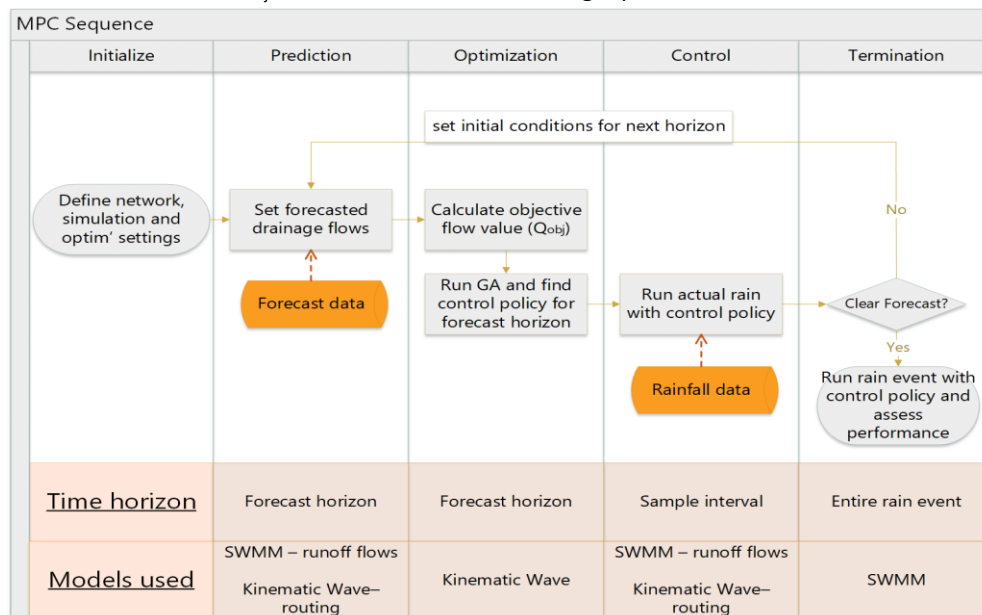 MPC Sequence
Initialize
Prediction
Optimization
Control
Termination
set initial conditions for next horizon
Define network,
simulation and
optim' settings
Set forecasted
drainage flows
Calculate objective
flow value (Qobj)
No
Forecast data
Run GA and find
control policy for
forecast horizon
Run actual rain
with control policy
Clear Forecast?
Yes
Rainfall data
Run rain event with
control policy and
assess
performance
Time horizon
Forecast horizon
Forecast horizon
Sample interval
Entire rain event
Models used
SWMM – runoff flows
Kinematic Wave–
routing
Kinematic Wave
SWMM – runoff flows
Kinematic Wave–
routing
SWMM